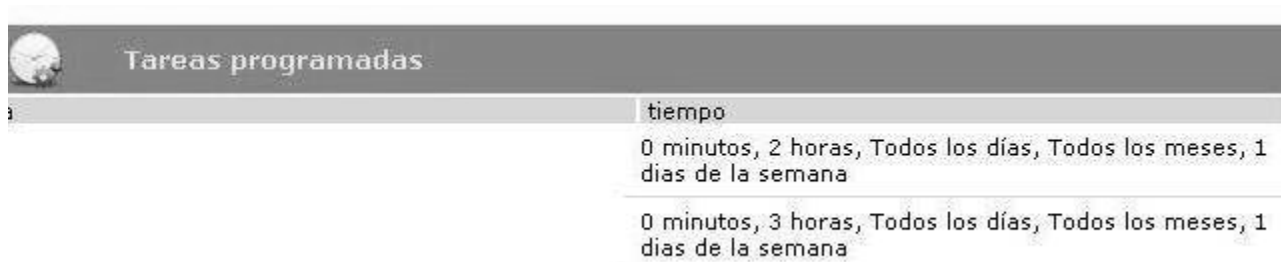 Tareas programadas
a
tiempo
0 minutos, 2 horas, Todos los días, Todos los meses, 1
dias de la semana
0 minutos, 3 horas, Todos los días, Todos los meses, 1
dias de la semana